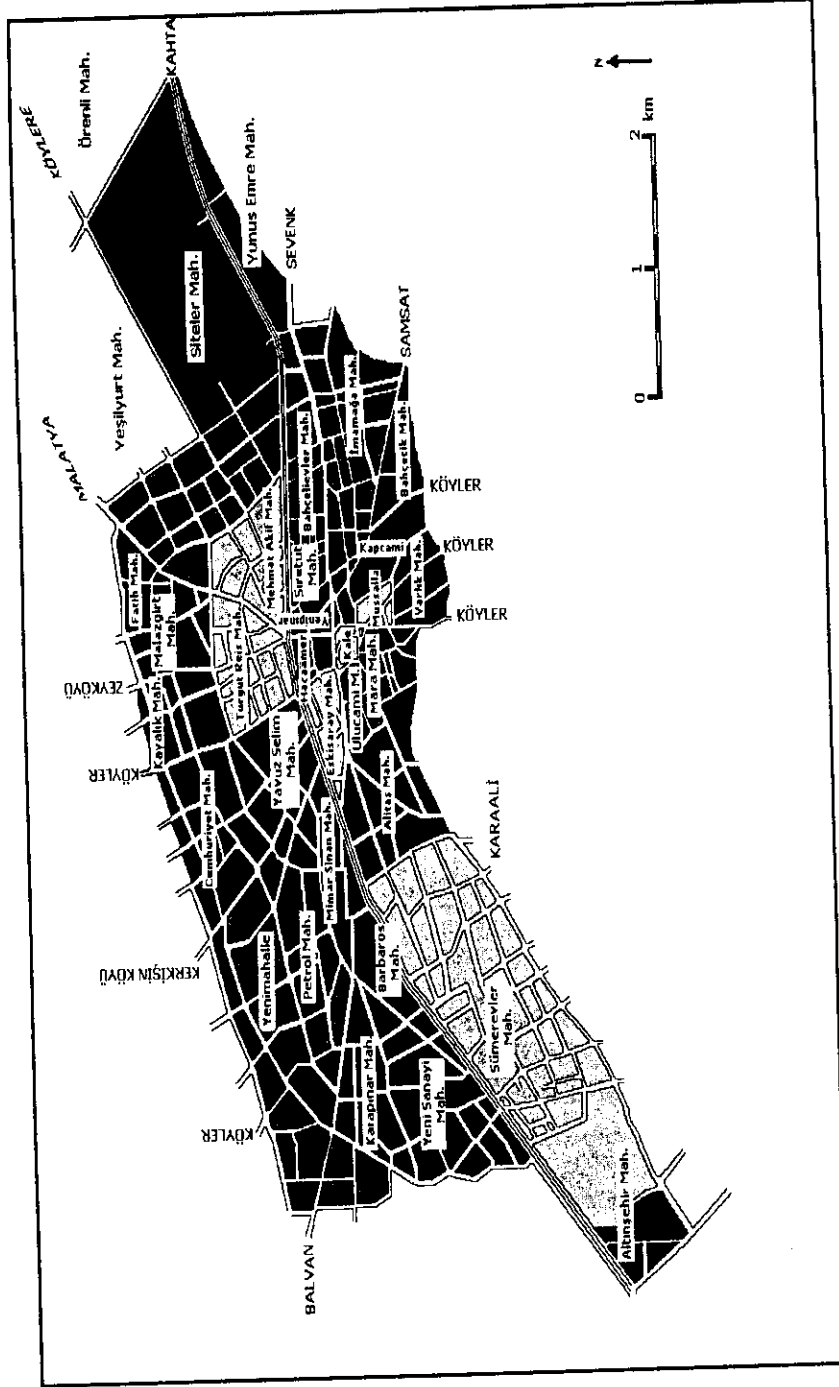 KÖYLERE
Örenli Mah.
KAHTA
MALATYA
Yeşilyurt Mah.
Siteler Mah.
Yunus Emre Mah.
SEVENK
SAMSAT
Fatih Mah.
Malazgirt
Mah.
Kayalık Mah.
ZEYKÖYÜ
KÖYLER
Cumhuriyet Mah.
Turgut Reis Mah.
Mehmat Akif Mah.
Yavuz Selim
Mah.
Siratut
Mah.
Bahçelievler Mah.
İmamağa Mah.
Bahçecik Mah.
KÖYLER
Kapcami
KÖYLER
Varlık Mah.
KÖYLER
Yenipınar
Musalla
Kale
Mara Mah.
Ulucami M.
Eskisaray Mah.
Alitaş Mah.
Mimar Sinan Mah.
KERKİŞİN KÖYÜ
Yenimahalle
Petrol Mah.
Barbaros
Mah.
KARAALİ
Sümerevler
Mah.
KÖYLER
Karapınar Mah.
Yeni Sanayi
Mah.
BALVAN
Altınşehir Mah.
0 1 2 km
N